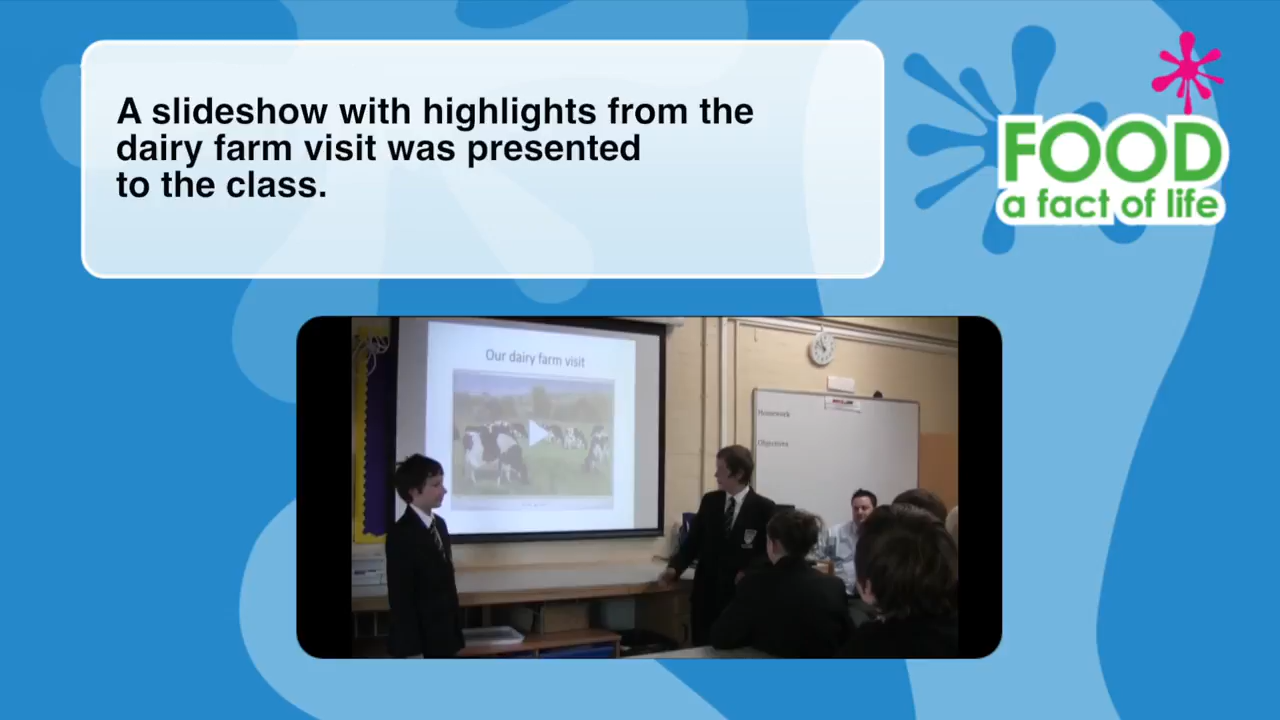 A slideshow with highlights from the
dairy farm visit was presented
to the class.
FOOD
a fact of life
Our dairy farm visit
Homework
Objectives